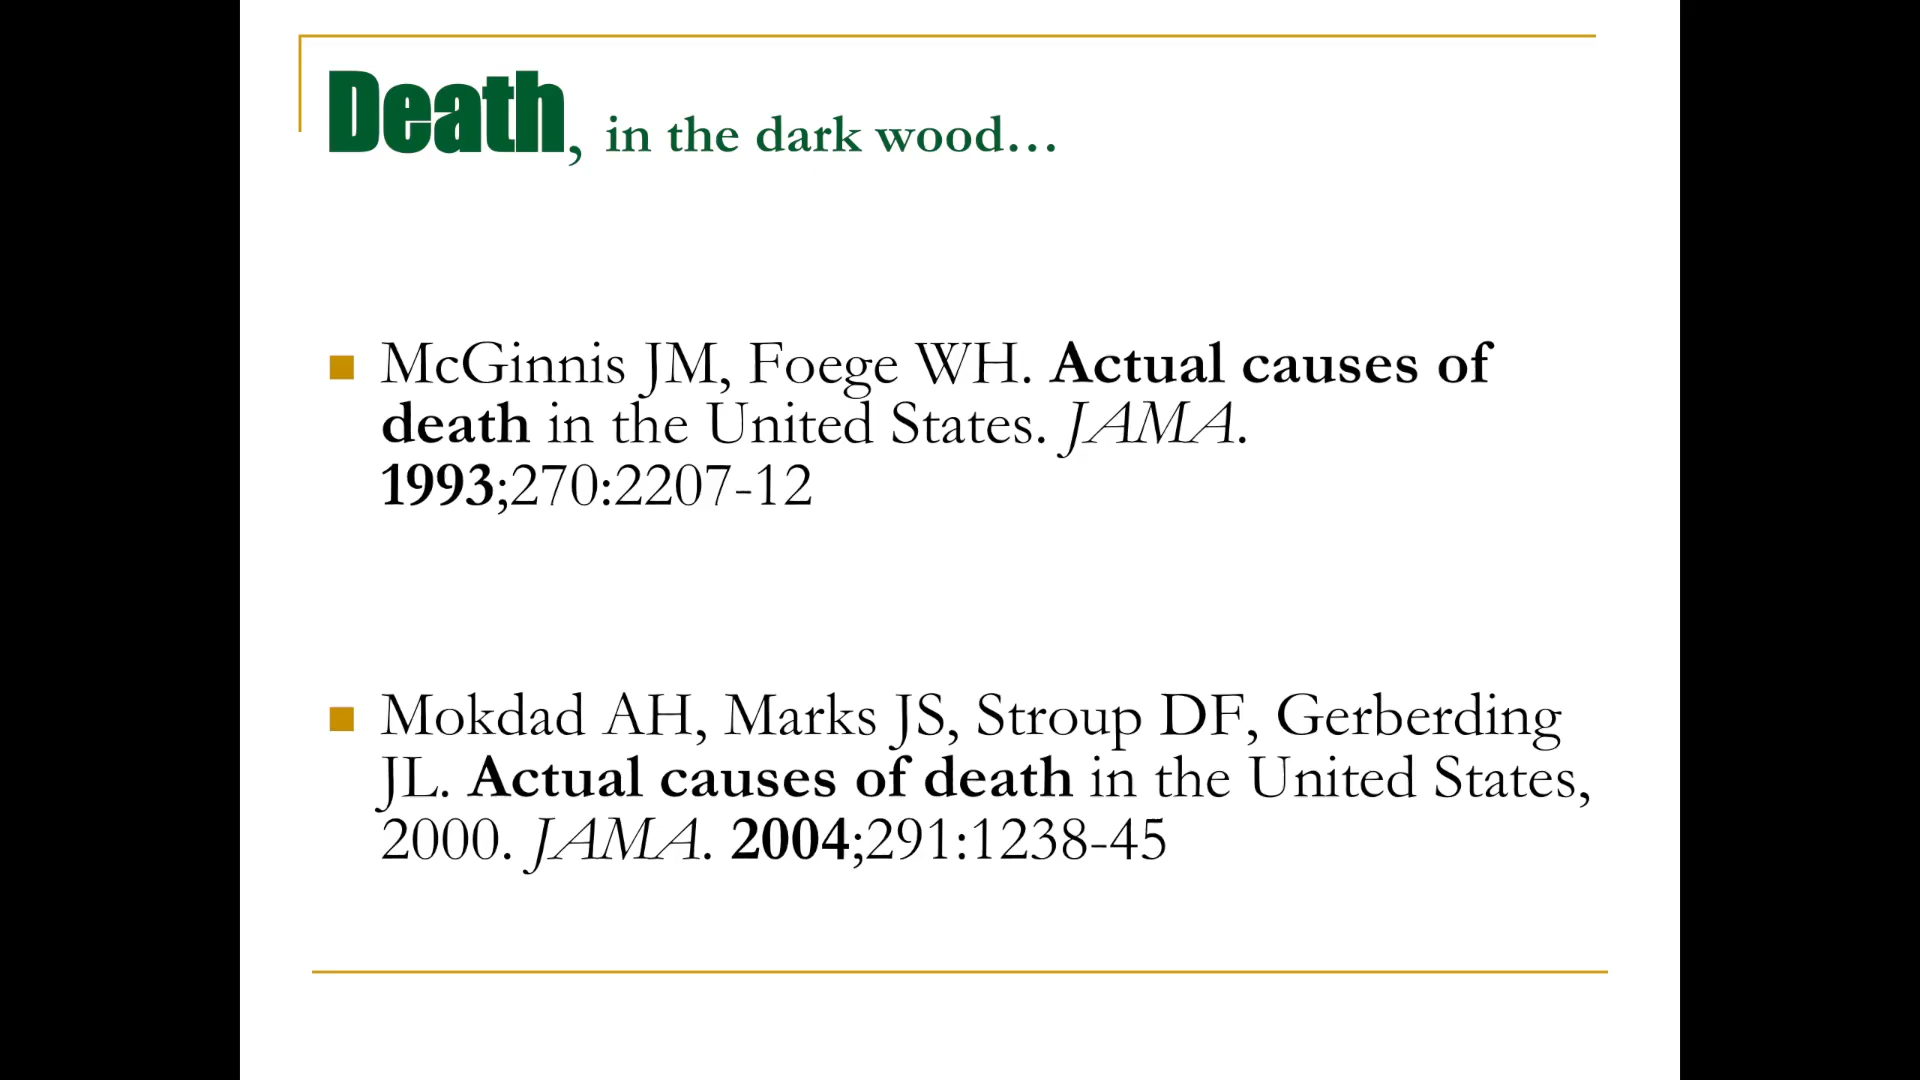 Death, in the dark wood…
McGinnis JM, Foege WH. Actual causes of
death in the United States. JAMA.
1993;270:2207-12
Mokdad AH, Marks JS, Stroup DF, Gerberding
JL. Actual causes of death in the United States,
2000. JAMA. 2004;291:1238-45